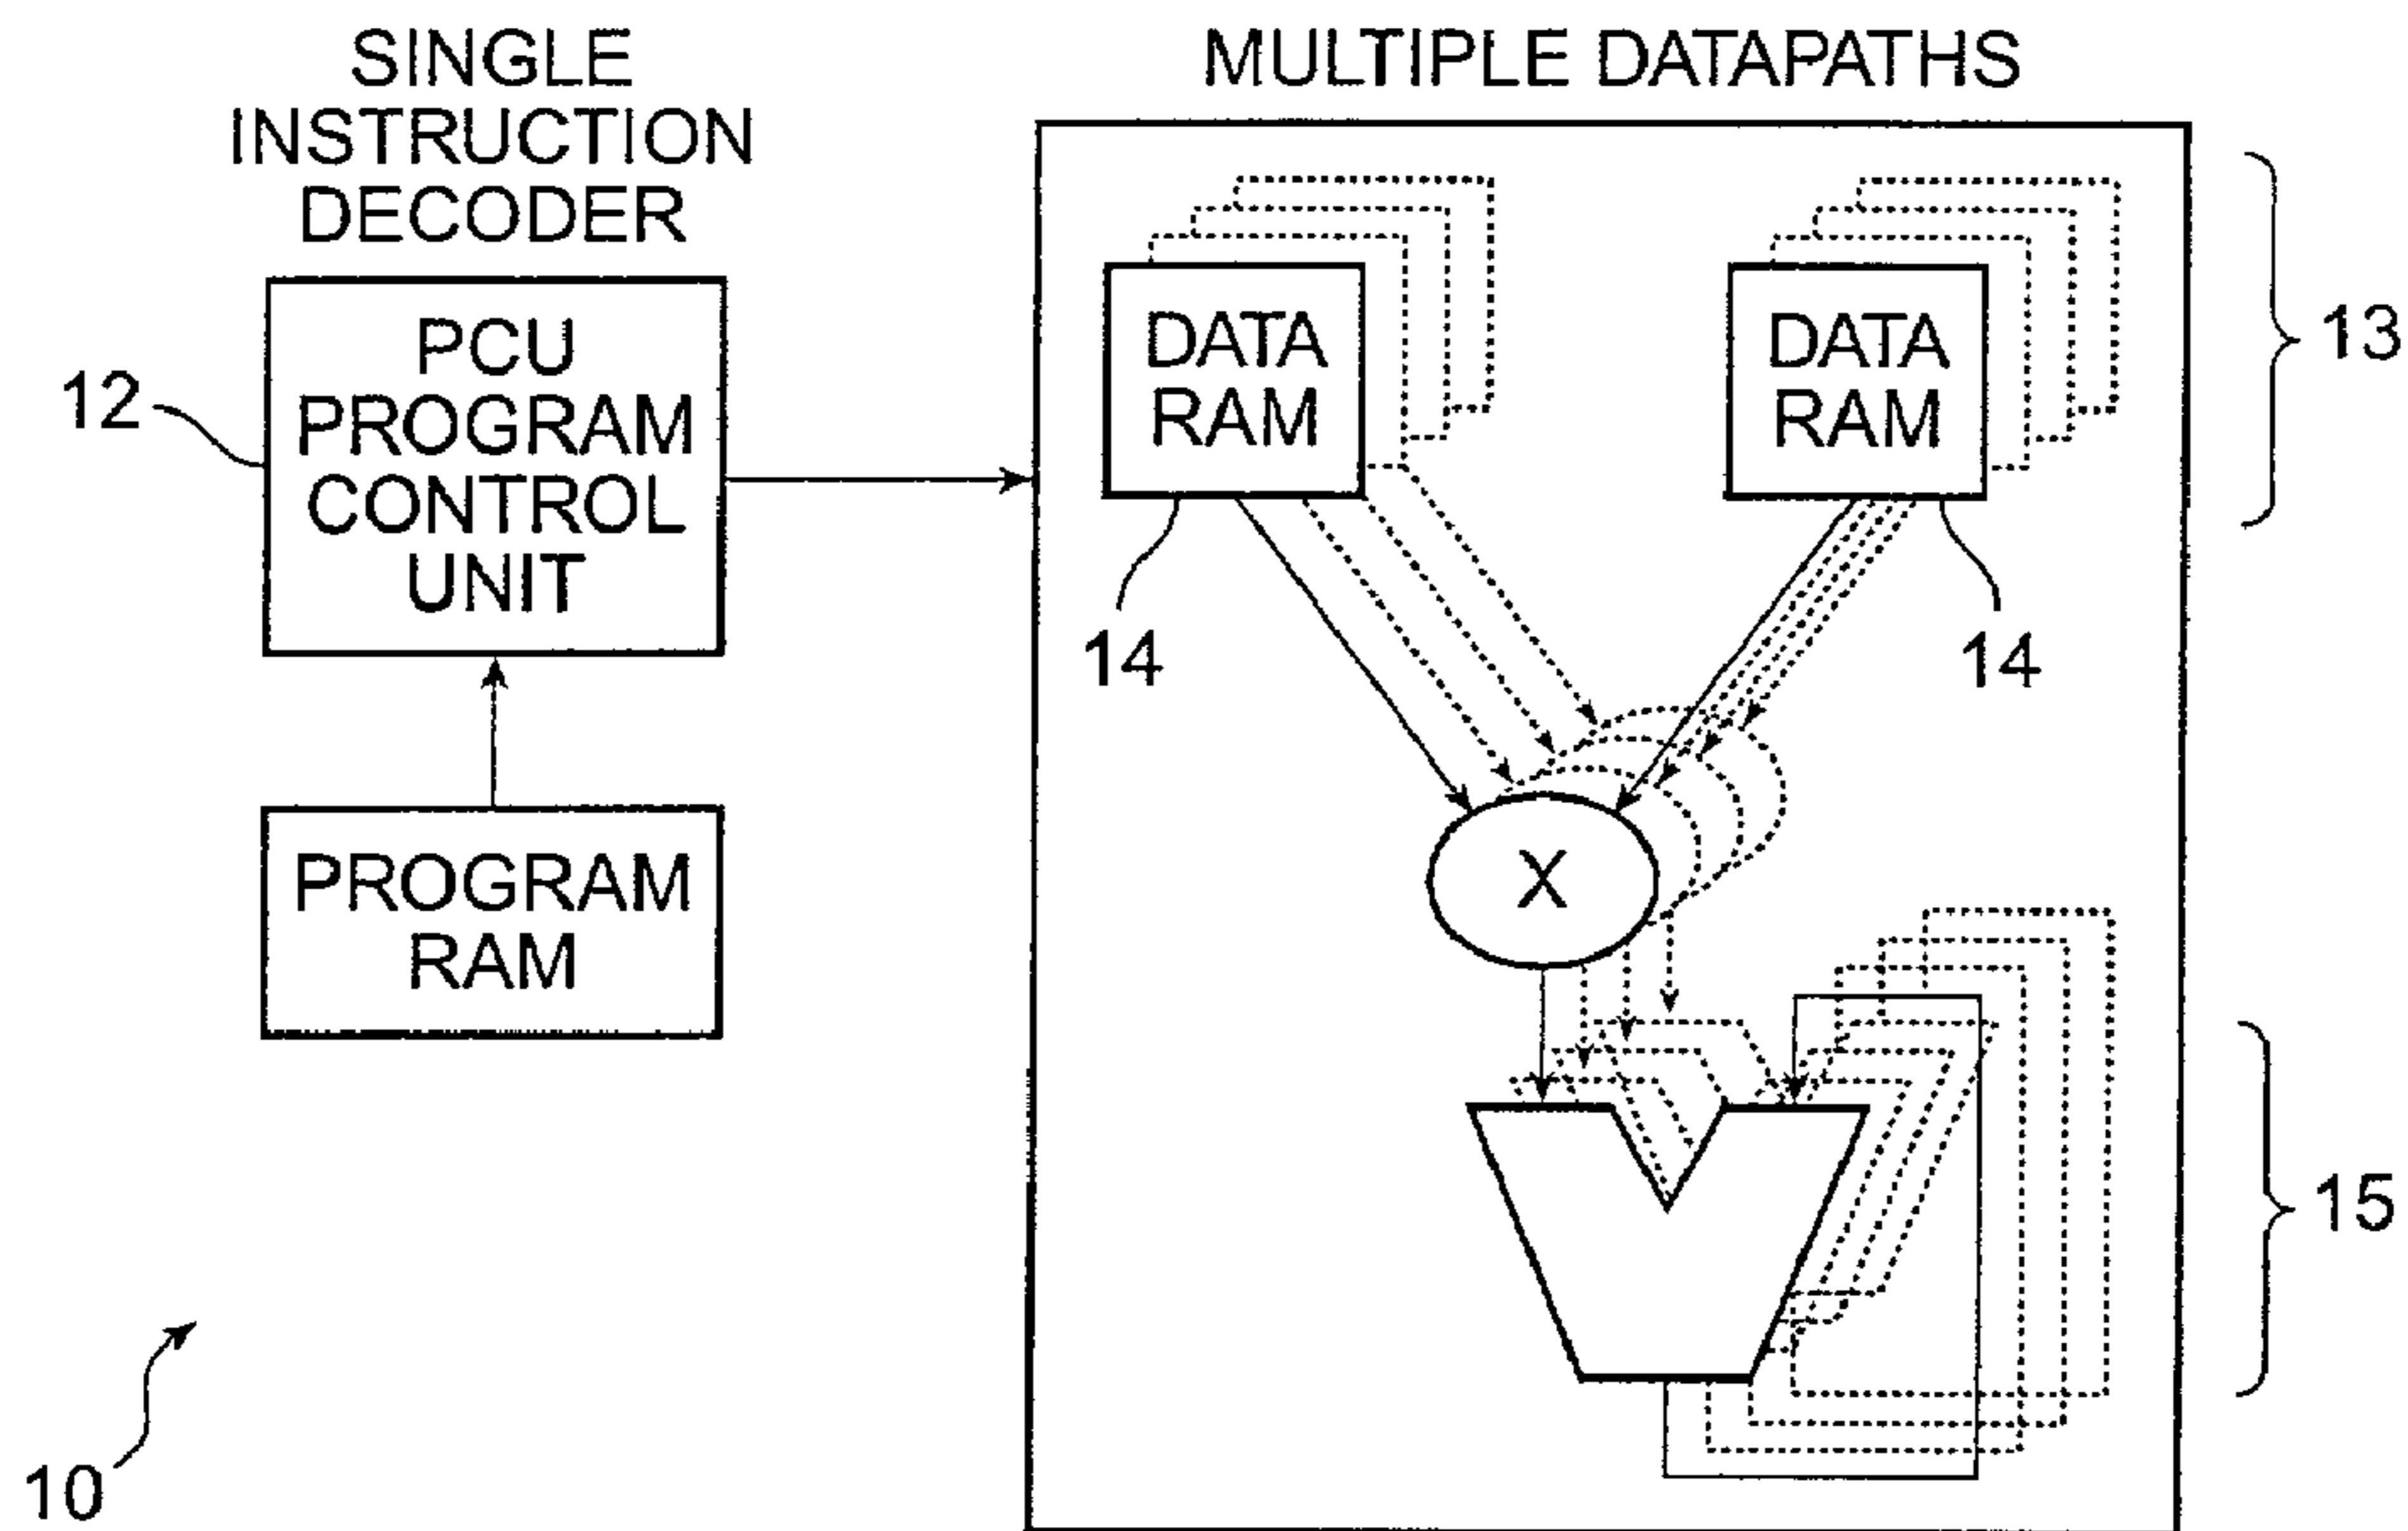 SINGLE
INSTRUCTION
DECODER
MULTIPLE DATAPATHS
PCU
PROGRAM
CONTROL
UNIT
12
PROGRAM
RAM
DATA
RAM
DATA
RAM
13
14
14
X
15
10